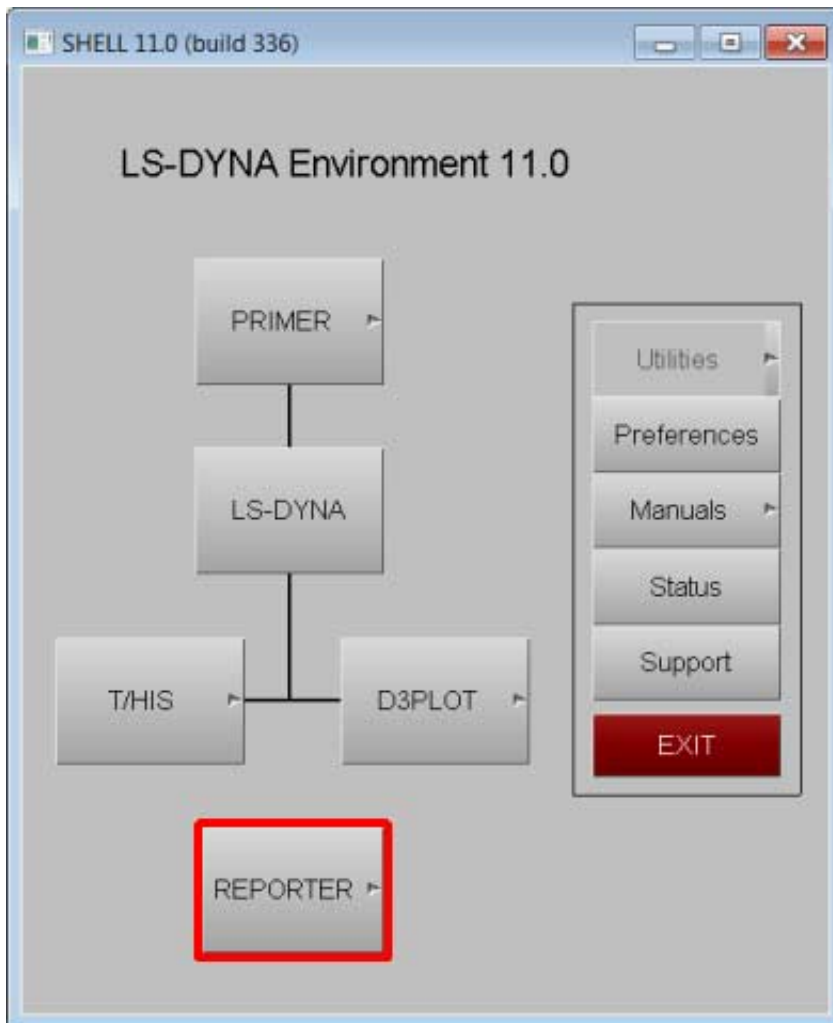 SHELL 11.0 (build 336)
LS-DYNA Environment 11.0
PRIMER
LS-DYNA
T/HIS
D3PLOT
REPORTER
Utilities
Preferences
Manuals
Status
Support
EXIT